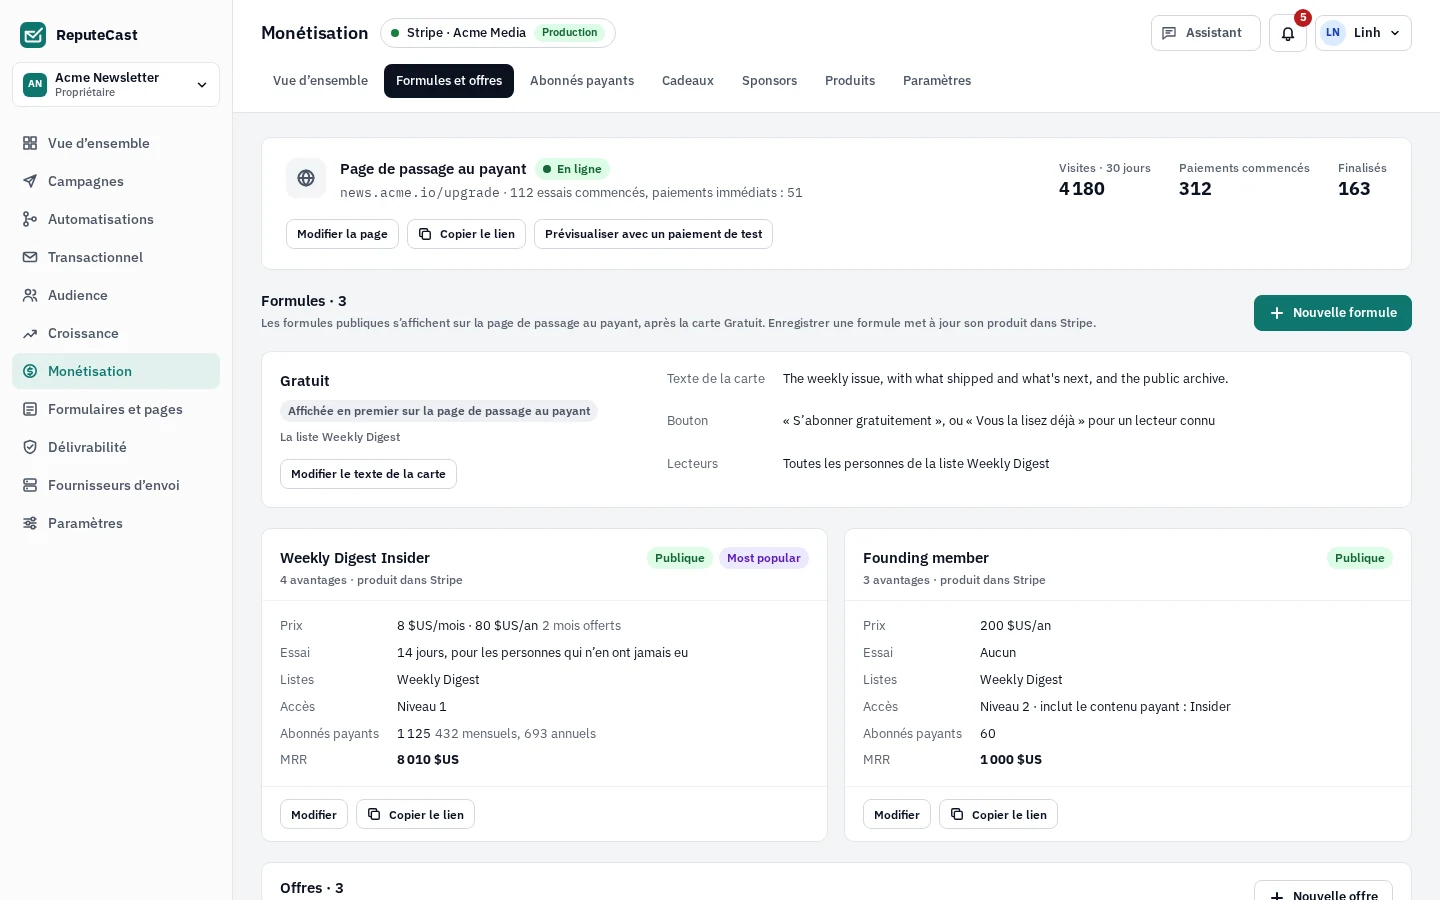 ReputeCast
AN
Acme Newsletter
Propriétaire
Vue d’ensemble
Campagnes
Automatisations
Transactionnel
Audience
Croissance
Monétisation
Formulaires et pages
Délivrabilité
Fournisseurs d’envoi
Paramètres
Monétisation
Stripe · Acme Media Production
Assistant
5
LN Linh
Vue d’ensemble Formules et offres Abonnés payants Cadeaux Sponsors Produits Paramètres
Page de passage au payant En ligne
news.acme.io/upgrade · 112 essais commencés, paiements immédiats : 51
Visites · 30 jours
4 180
Paiements commencés
312
Finalisés
163
Modifier la page Copier le lien Prévisualiser avec un paiement de test
Formules · 3
Les formules publiques s’affichent sur la page de passage au payant, après la carte Gratuit. Enregistrer une formule met à jour son produit dans Stripe.
Nouvelle formule
Gratuit
Affichée en premier sur la page de passage au payant
La liste Weekly Digest
Modifier le texte de la carte
Texte de la carte The weekly issue, with what shipped and what's next, and the public archive.
Bouton « S’abonner gratuitement », ou « Vous la lisez déjà » pour un lecteur connu
Lecteurs Toutes les personnes de la liste Weekly Digest
Weekly Digest Insider Publique Most popular
4 avantages · produit dans Stripe
Prix 8 $US/mois · 80 $US/an 2 mois offerts
Essai 14 jours, pour les personnes qui n’en ont jamais eu
Listes Weekly Digest
Accès Niveau 1
Abonnés payants 1 125 432 mensuels, 693 annuels
MRR 8 010 $US
Modifier Copier le lien
Founding member Publique
3 avantages · produit dans Stripe
Prix 200 $US/an
Essai Aucun
Listes Weekly Digest
Accès Niveau 2 · inclut le contenu payant : Insider
Abonnés payants 60
MRR 1 000 $US
Modifier Copier le lien
Offres · 3
Nouvelle offre